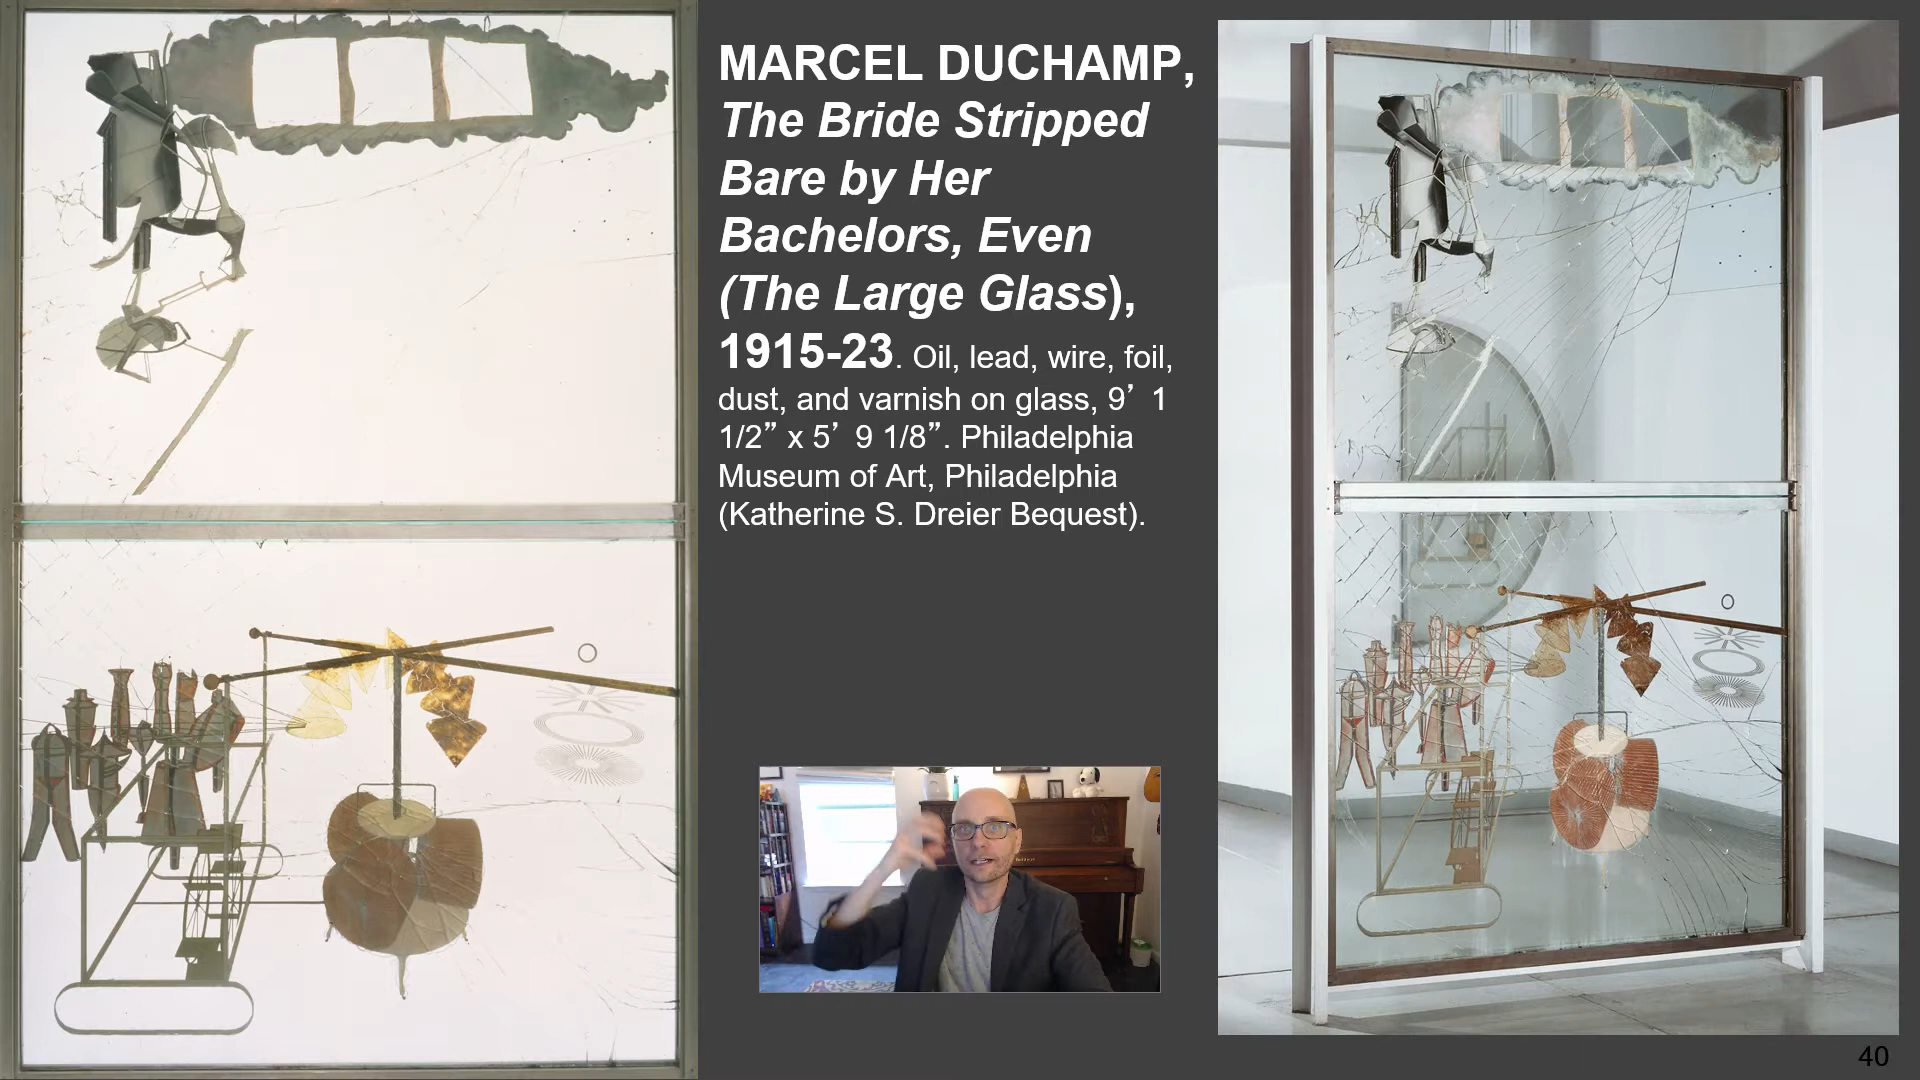 MARCEL DUCHAMP,
The Bride Stripped
Bare by Her
Bachelors, Even
(The Large Glass),
1915-23. Oil, lead, wire, foil,
dust, and varnish on glass, 9’ 1
1/2” x 5’ 9 1/8”. Philadelphia
Museum of Art, Philadelphia
(Katherine S. Dreier Bequest).
40